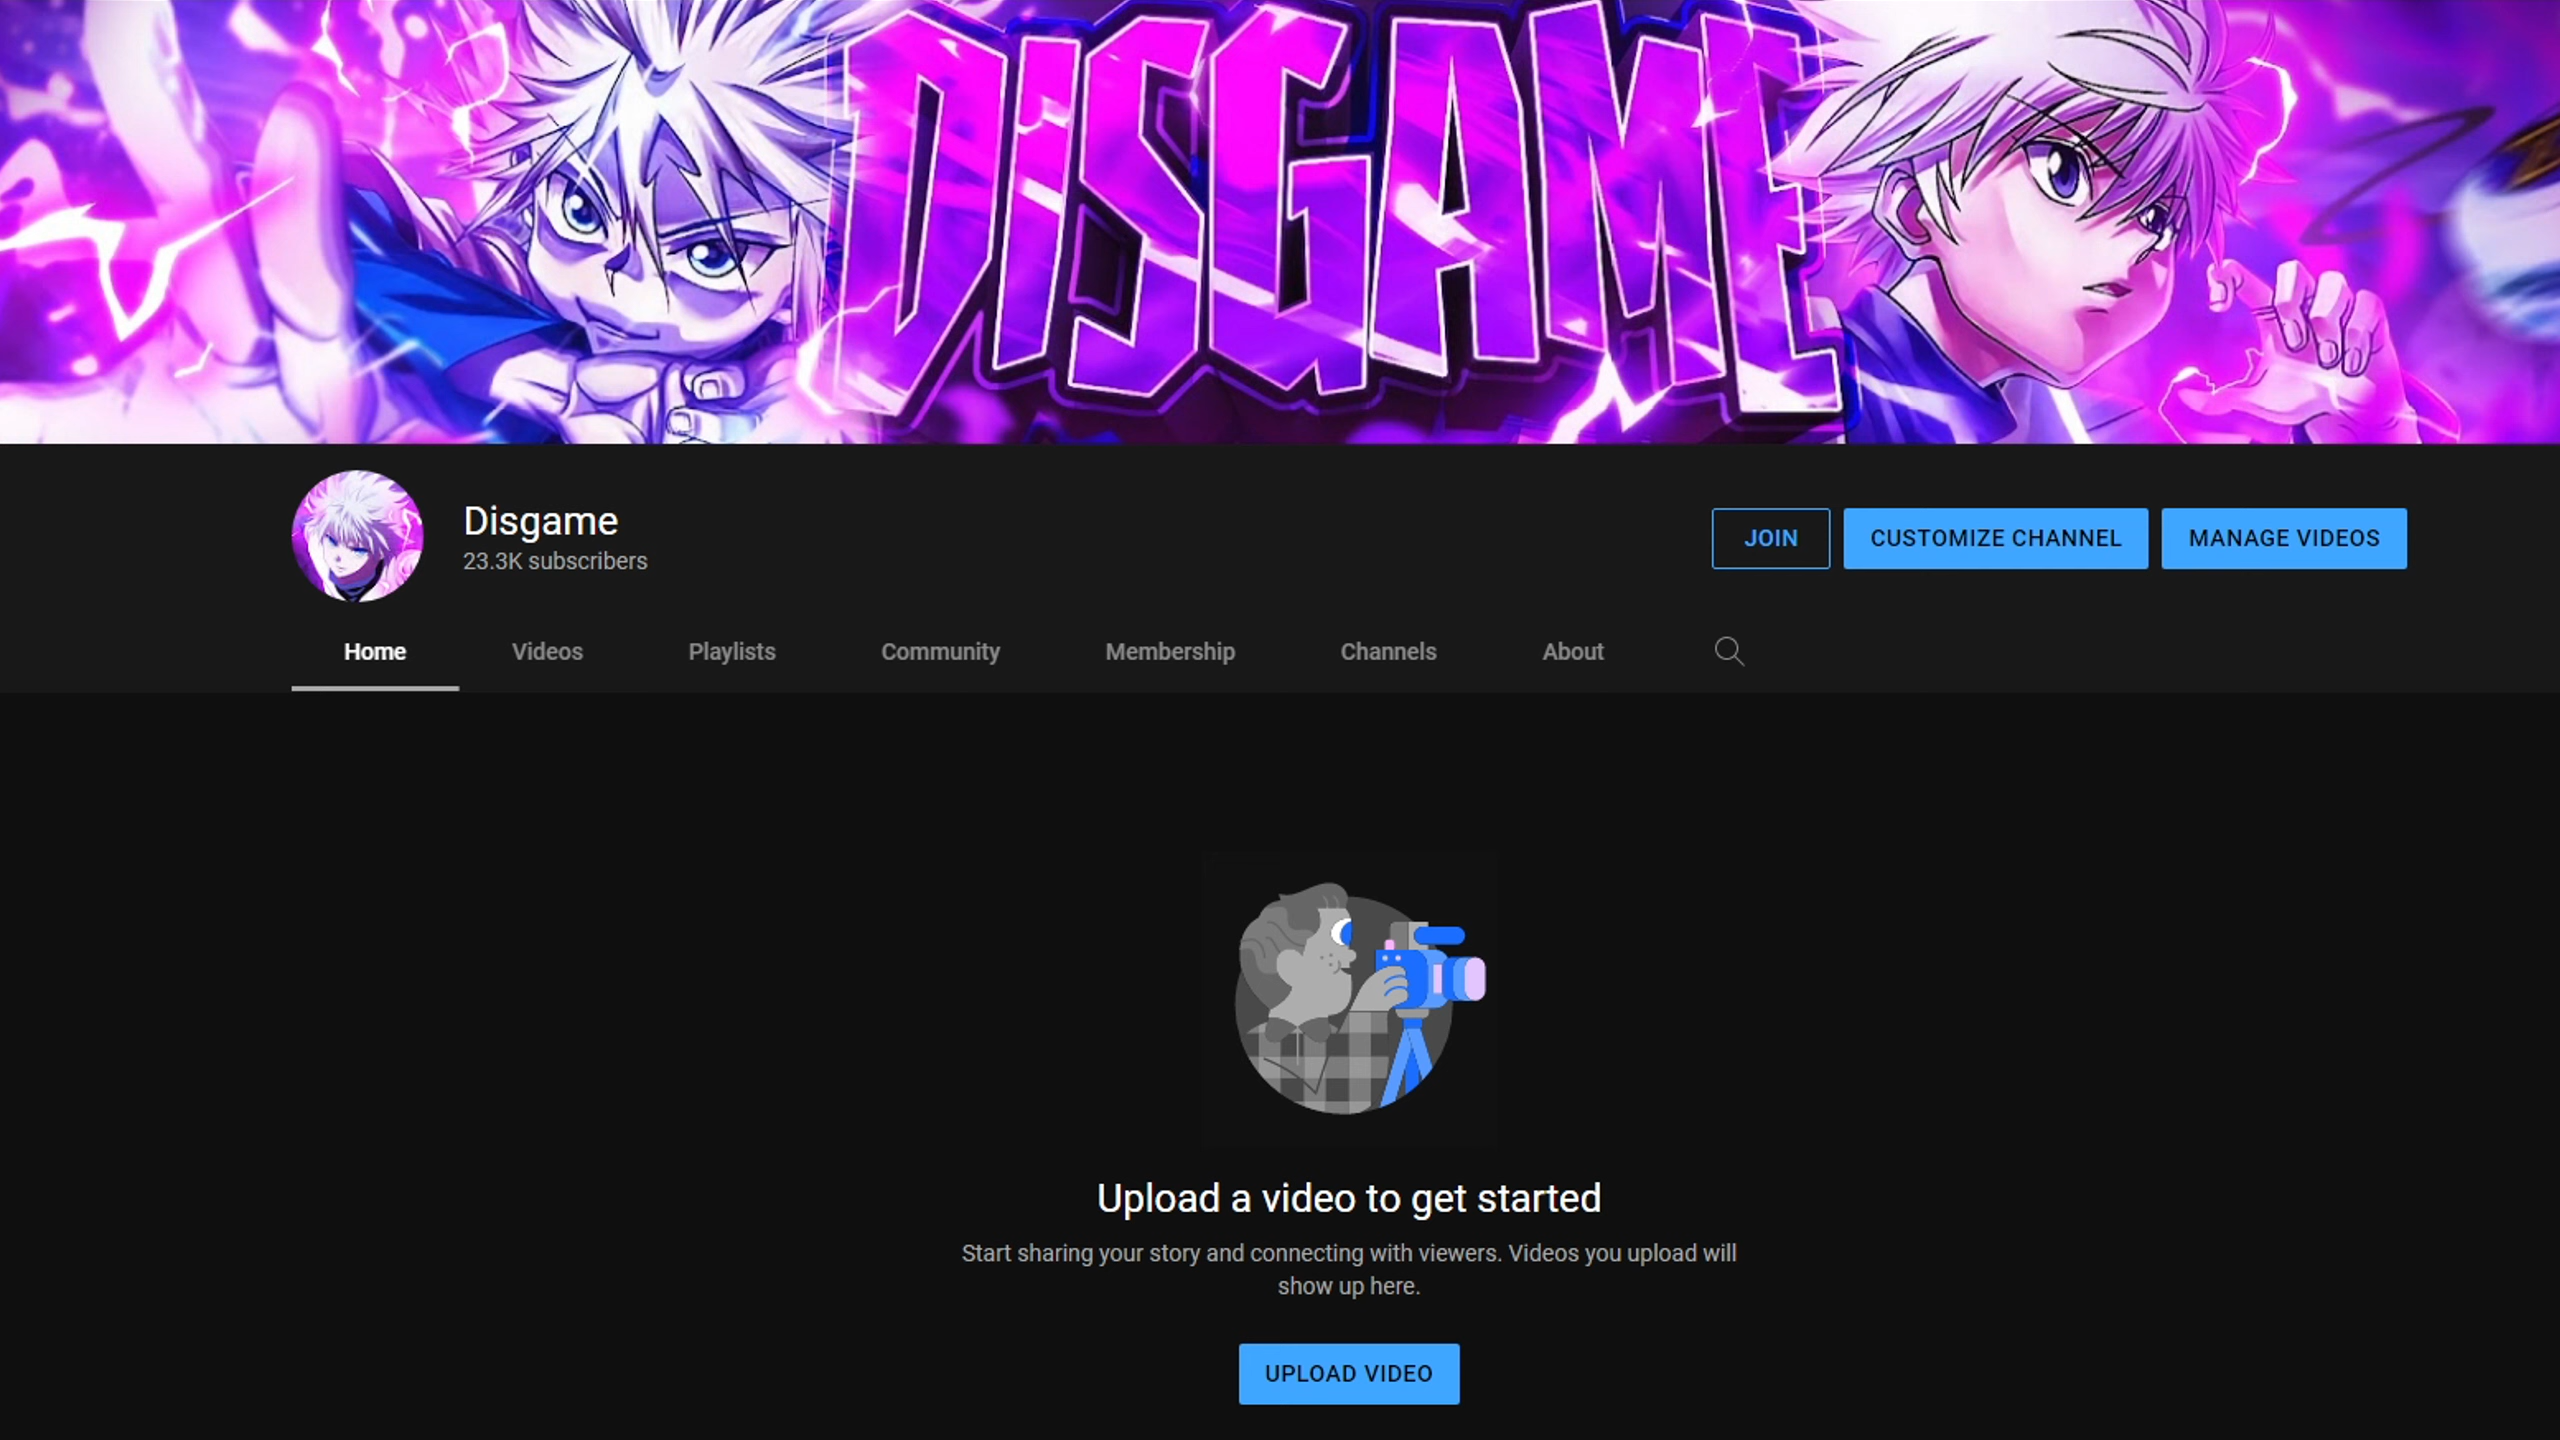 DISGAME
Disgame
23.3K subscribers
JOIN
CUSTOMIZE CHANNEL
MANAGE VIDEOS
Home
Videos
Playlists
Community
Membership
Channels
About
Upload a video to get started
Start sharing your story and connecting with viewers. Videos you upload will
show up here.
UPLOAD VIDEO